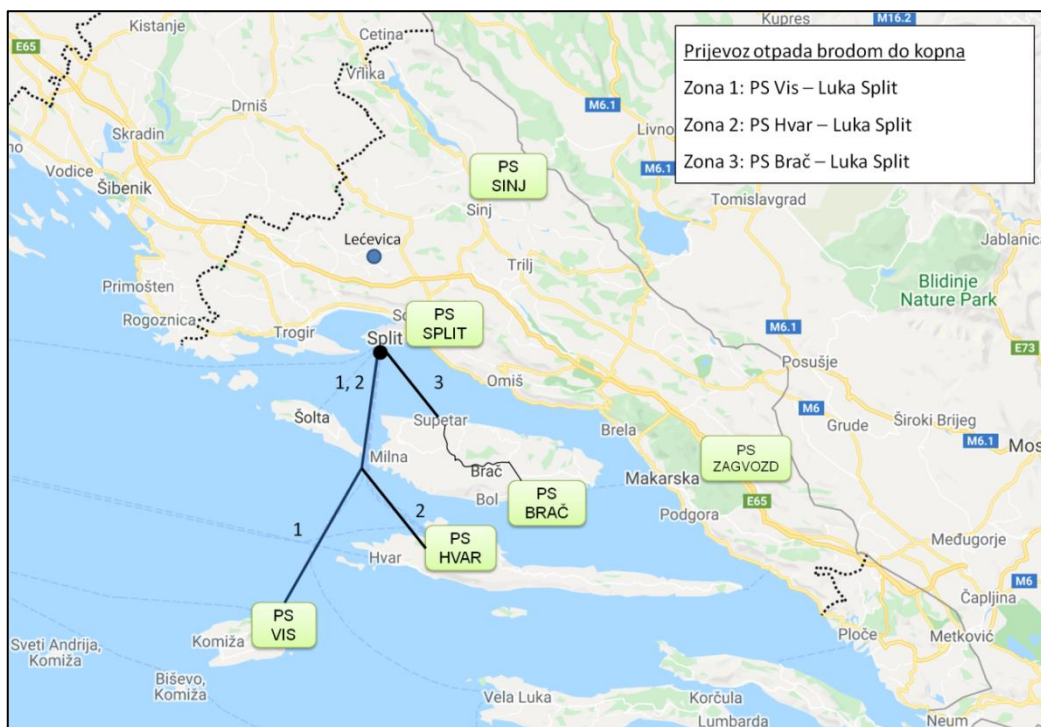 Kistanje
Cetina
Kupres
M16.2
E65
Prijevoz otpada brodom do kopna
Zona 1: PS Vis – Luka Split
Zona 2: PS Hvar – Luka Split
Zona 3: PS Brač – Luka Split
Vrlika
Drniš
M6.1
Livno
Skradin
Vodice
Šibenik
PS
SINJ
M6.1
Tomislavgrad
Sinj
Jablanica
Lećevica
Trilj
Blidinje
Nature Park
Primošten
Rogoznica
Trogir
PS
SPLIT
Split
M6.1
E73
Posušje
1, 2
3
Omiš
M6
Široki Brijeg
Grude
M6.1
Mos
Šolta
Supetar
Brela
PS
ZAGVOZD
Milna
Brač
Makarska
Bol
PS
BRAČ
E65
Podgora
1
2
PS
HVAR
Hvar
Međugorje
M6
Čapljina
PS
VIS
Komiža
Ploče
Metković
Sveti Andrija,
Komiža
Biševo,
Komiža
Vela Luka
Korčula
Lumbarda
Neum